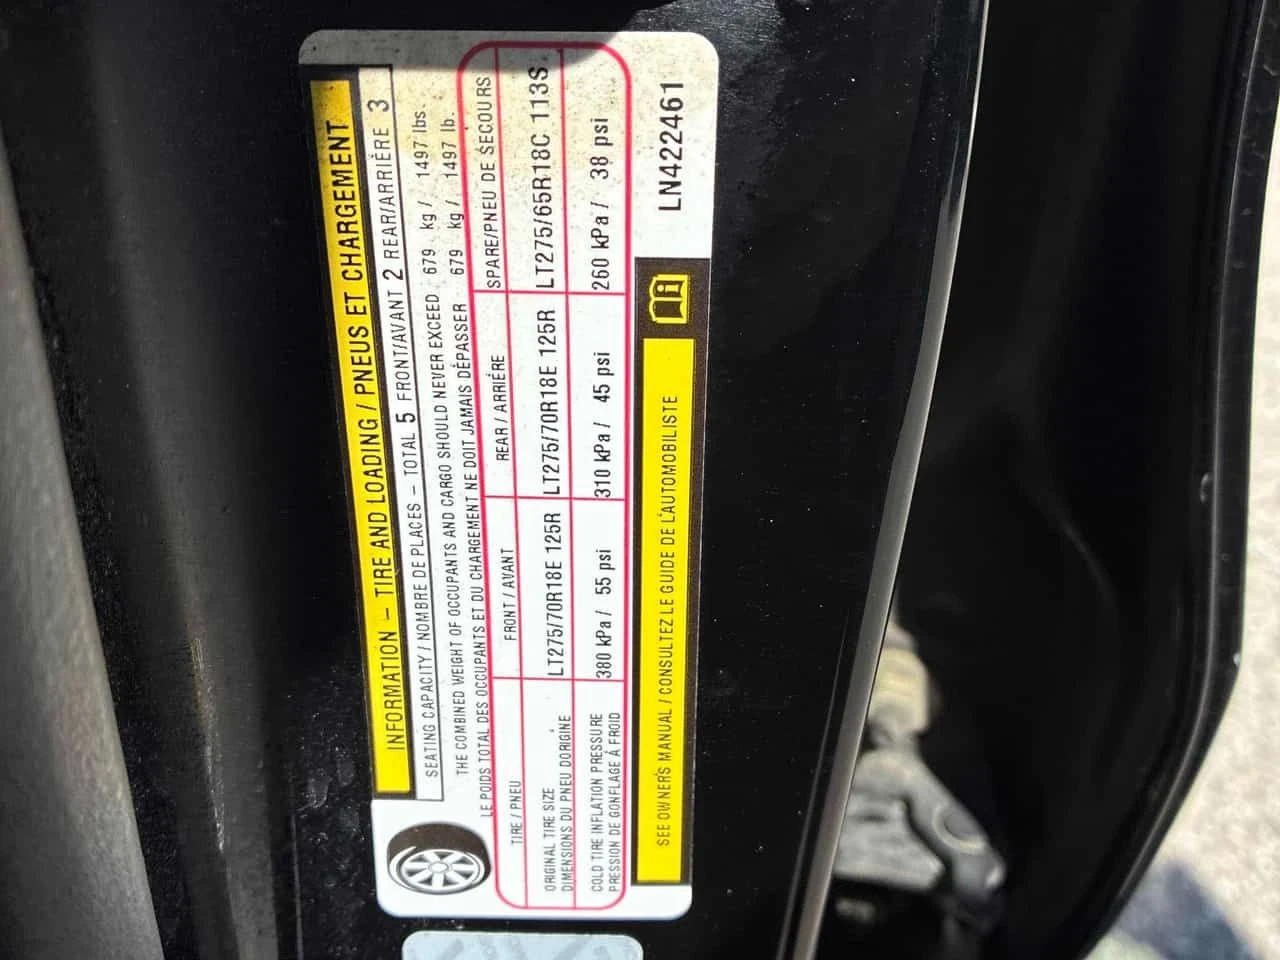 INFORMATION – TIRE AND LOADING / PNEUS ET CHARGEMENT
SEATING CAPACITY / NOMBRE DE PLACES – TOTAL 5 FRONT/AVANT 2 REAR/ARRIÈRE 3
THE COMBINED WEIGHT OF OCCUPANTS AND CARGO SHOULD NEVER EXCEED 679 kg / 1497 lbs.
LE POIDS TOTAL DES OCCUPANTS ET DU CHARGEMENT NE DOIT JAMAIS DÉPASSER 679 kg / 1497 lb.
TIRE / PNEU FRONT / AVANT REAR / ARRIÉRE SPARE/PNEU DE SECOURS
ORIGINAL TIRE SIZE
DIMENSIONS DU PNEU DORIGINE
LT275/70R18E 125R LT275/70R18E 125R LT275/65R18C 113S
COLD TIRE INFLATION PRESSURE
PRESSION DE GONFLAGE À FROID
380 kPa / 55 psi 310 kPa / 45 psi 260 kPa / 38 psi
SEE OWNER'S MANUAL / CONSULTEZ LE GUIDE DE L'AUTOMOBILISTE
LN422461